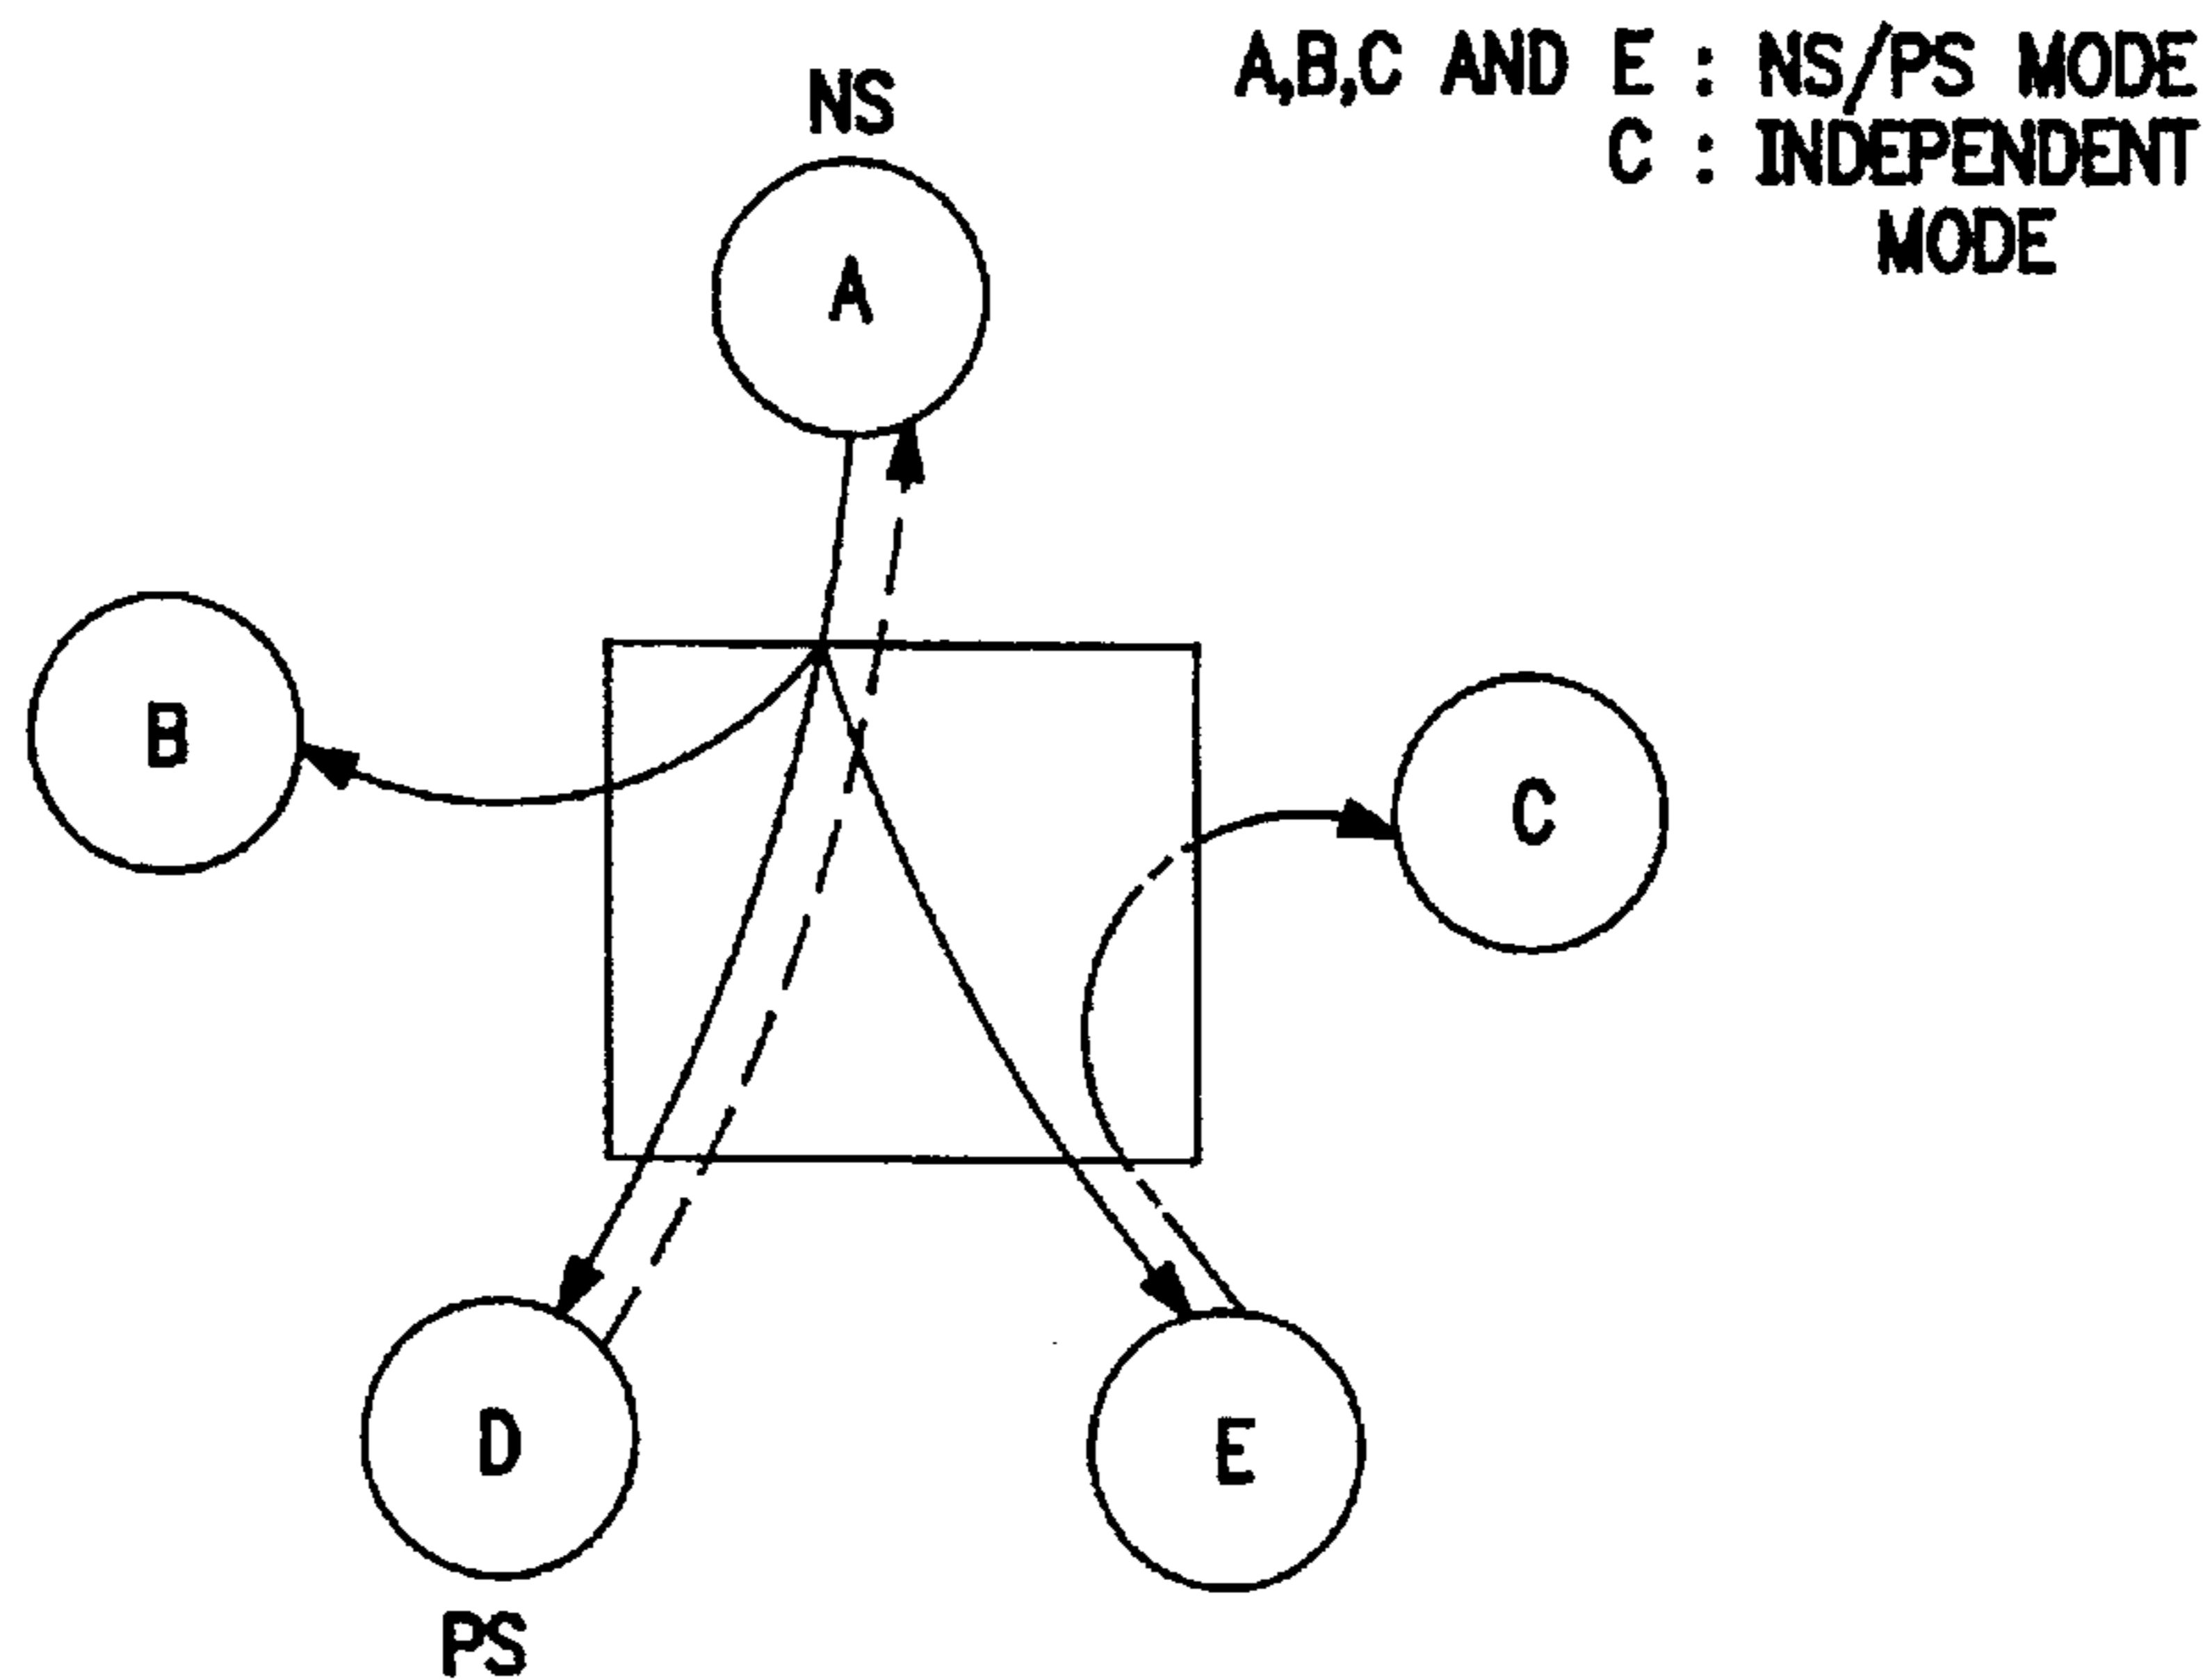 A,B,C AND E : NS/PS MODE
C : INDEPENDENT
MODE
NS
A
B
C
D
E
PS